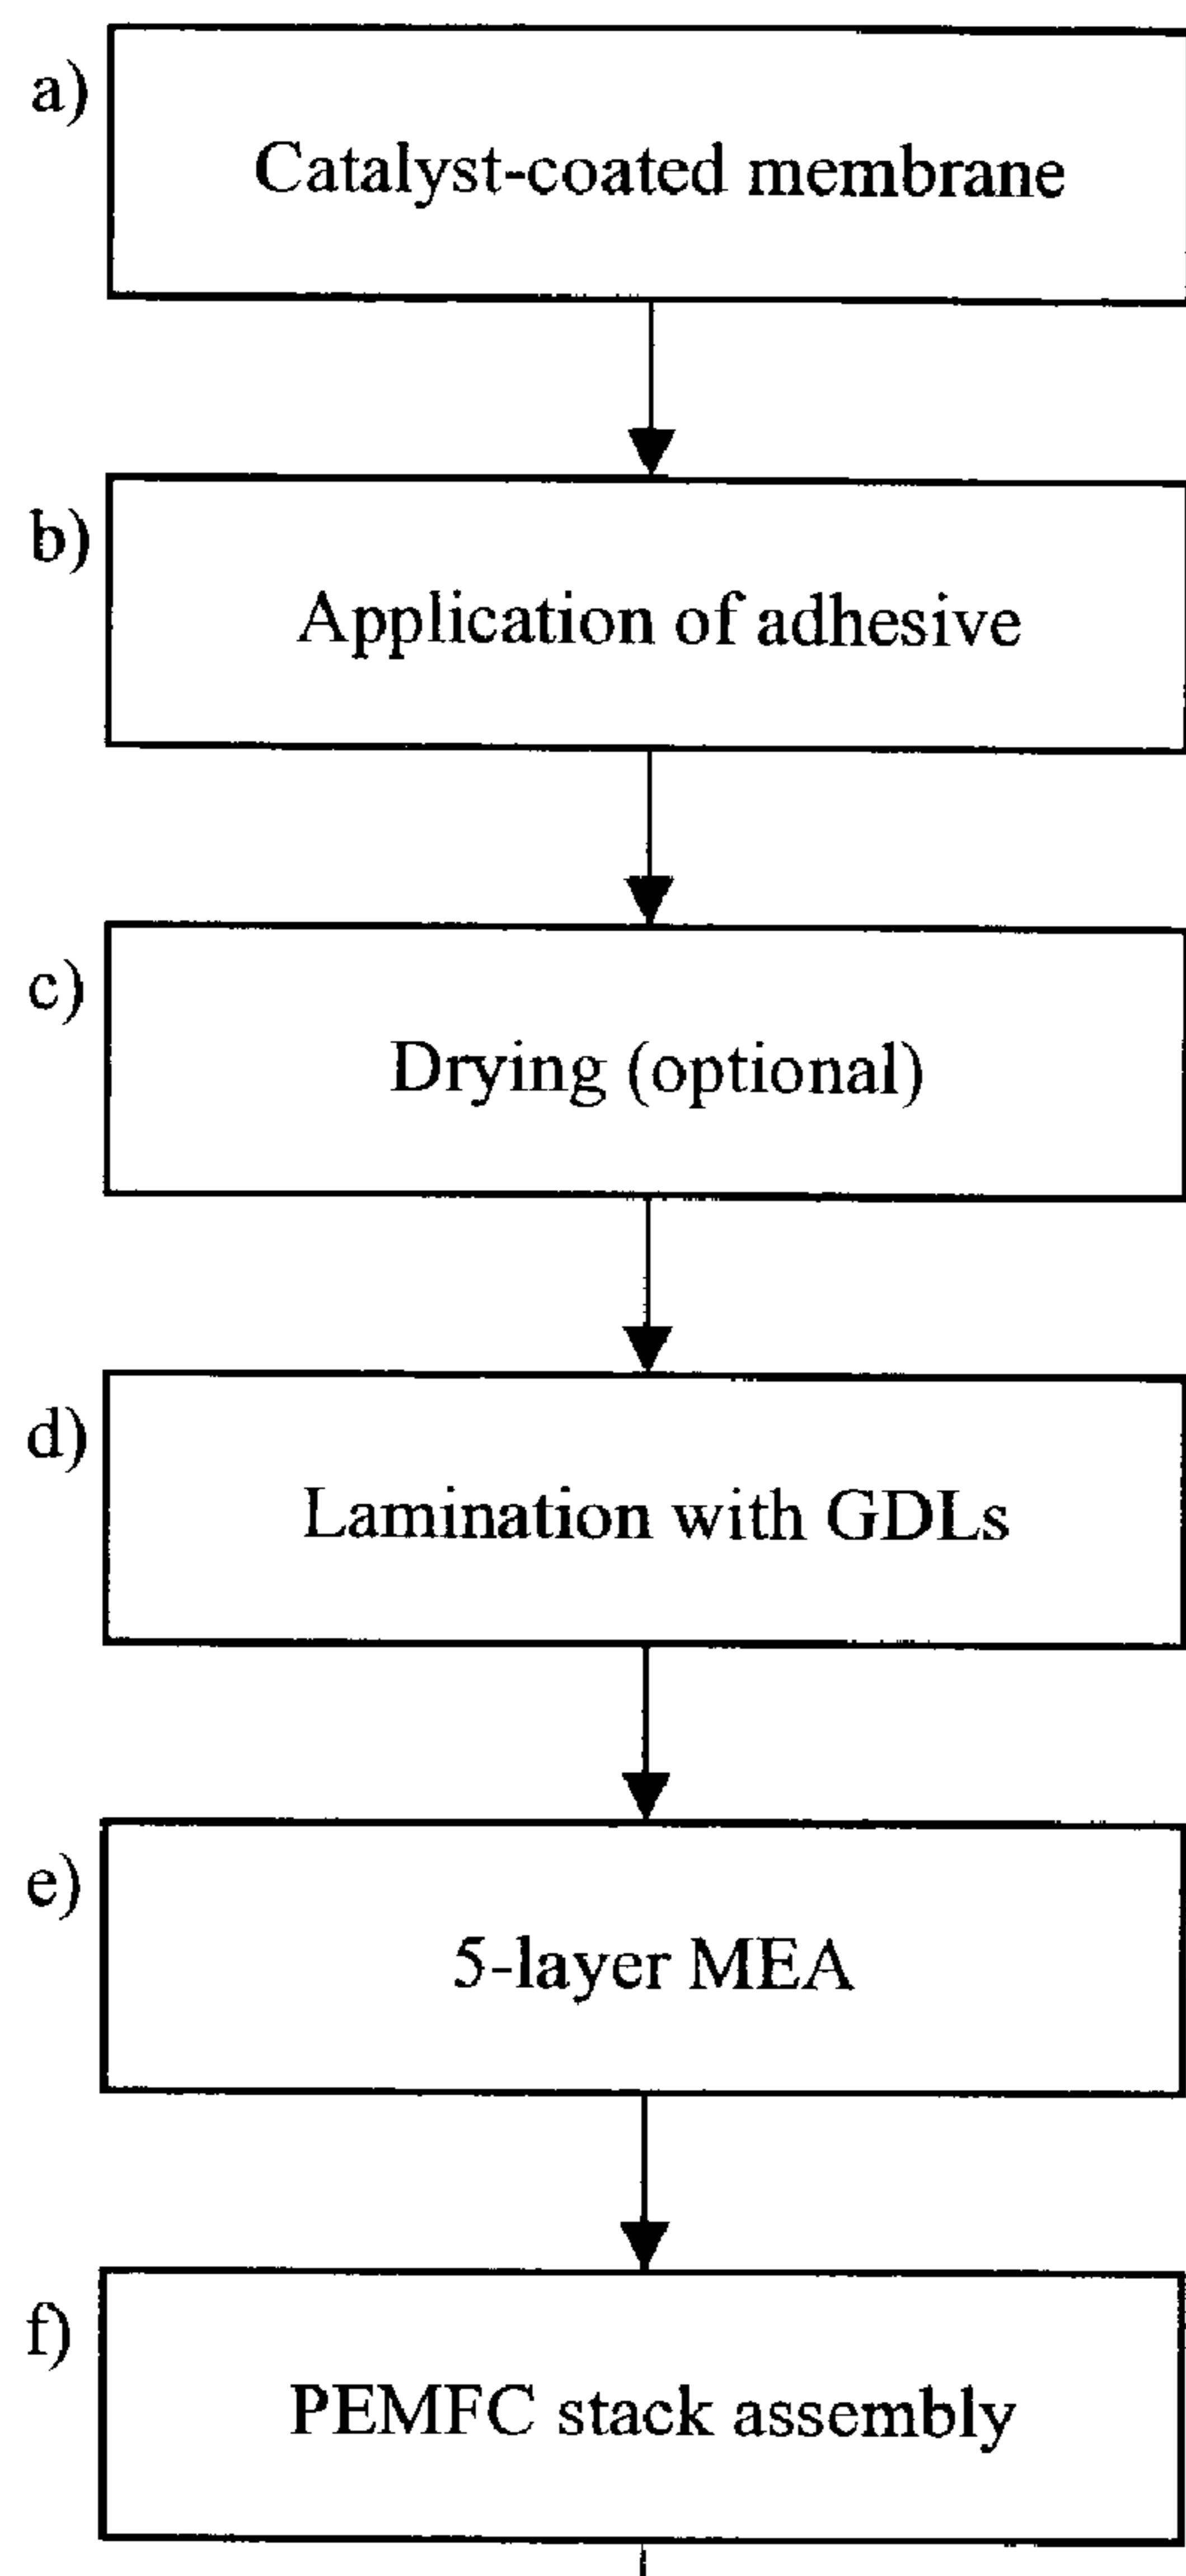 a)
Catalyst-coated membrane
b)
Application of adhesive
c)
Drying (optional)
d)
Lamination with GDLs
e)
5-layer MEA
f)
PEMFC stack assembly